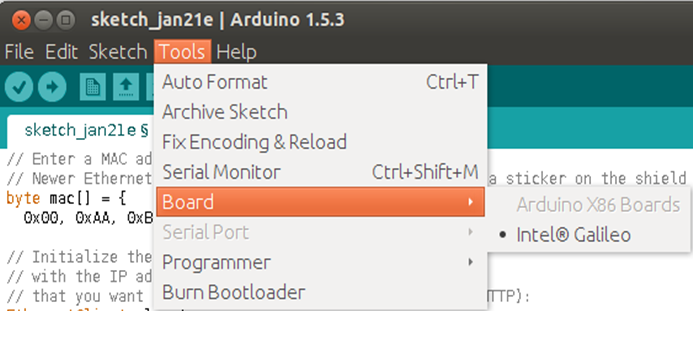 sketch_jan21e | Arduino 1.5.3
File Edit Sketch Tools Help
Auto Format Ctrl+T
Archive Sketch
sketch_jan21e §
Fix Encoding & Reload
// Enter a MAC ad
Serial Monitor Ctrl+Shift+M
// Newer Ethernet a sticker on the shield
byte mac[] = {
Board
Arduino X86 Boards
0x00, 0xAA, 0xB
Serial Port
• Intel® Galileo
// Initialize the
Programmer
// with the IP ad
// that you want TTP):
Burn Bootloader